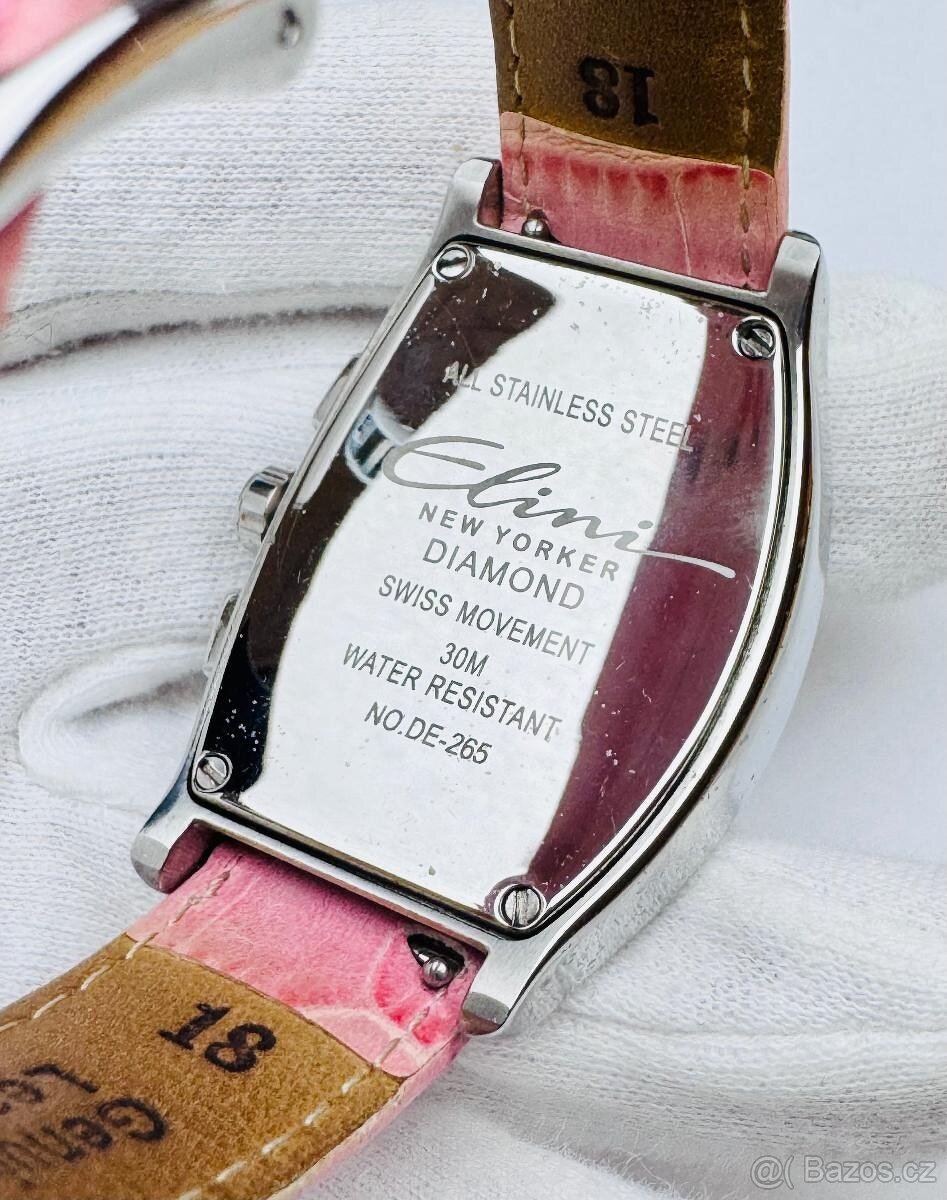 18
ALL STAINLESS STEEL
Elini
NEW YORKER
DIAMOND
SWISS MOVEMENT
30M
WATER RESISTANT
NO.DE-265
18
@( Bazos.cz